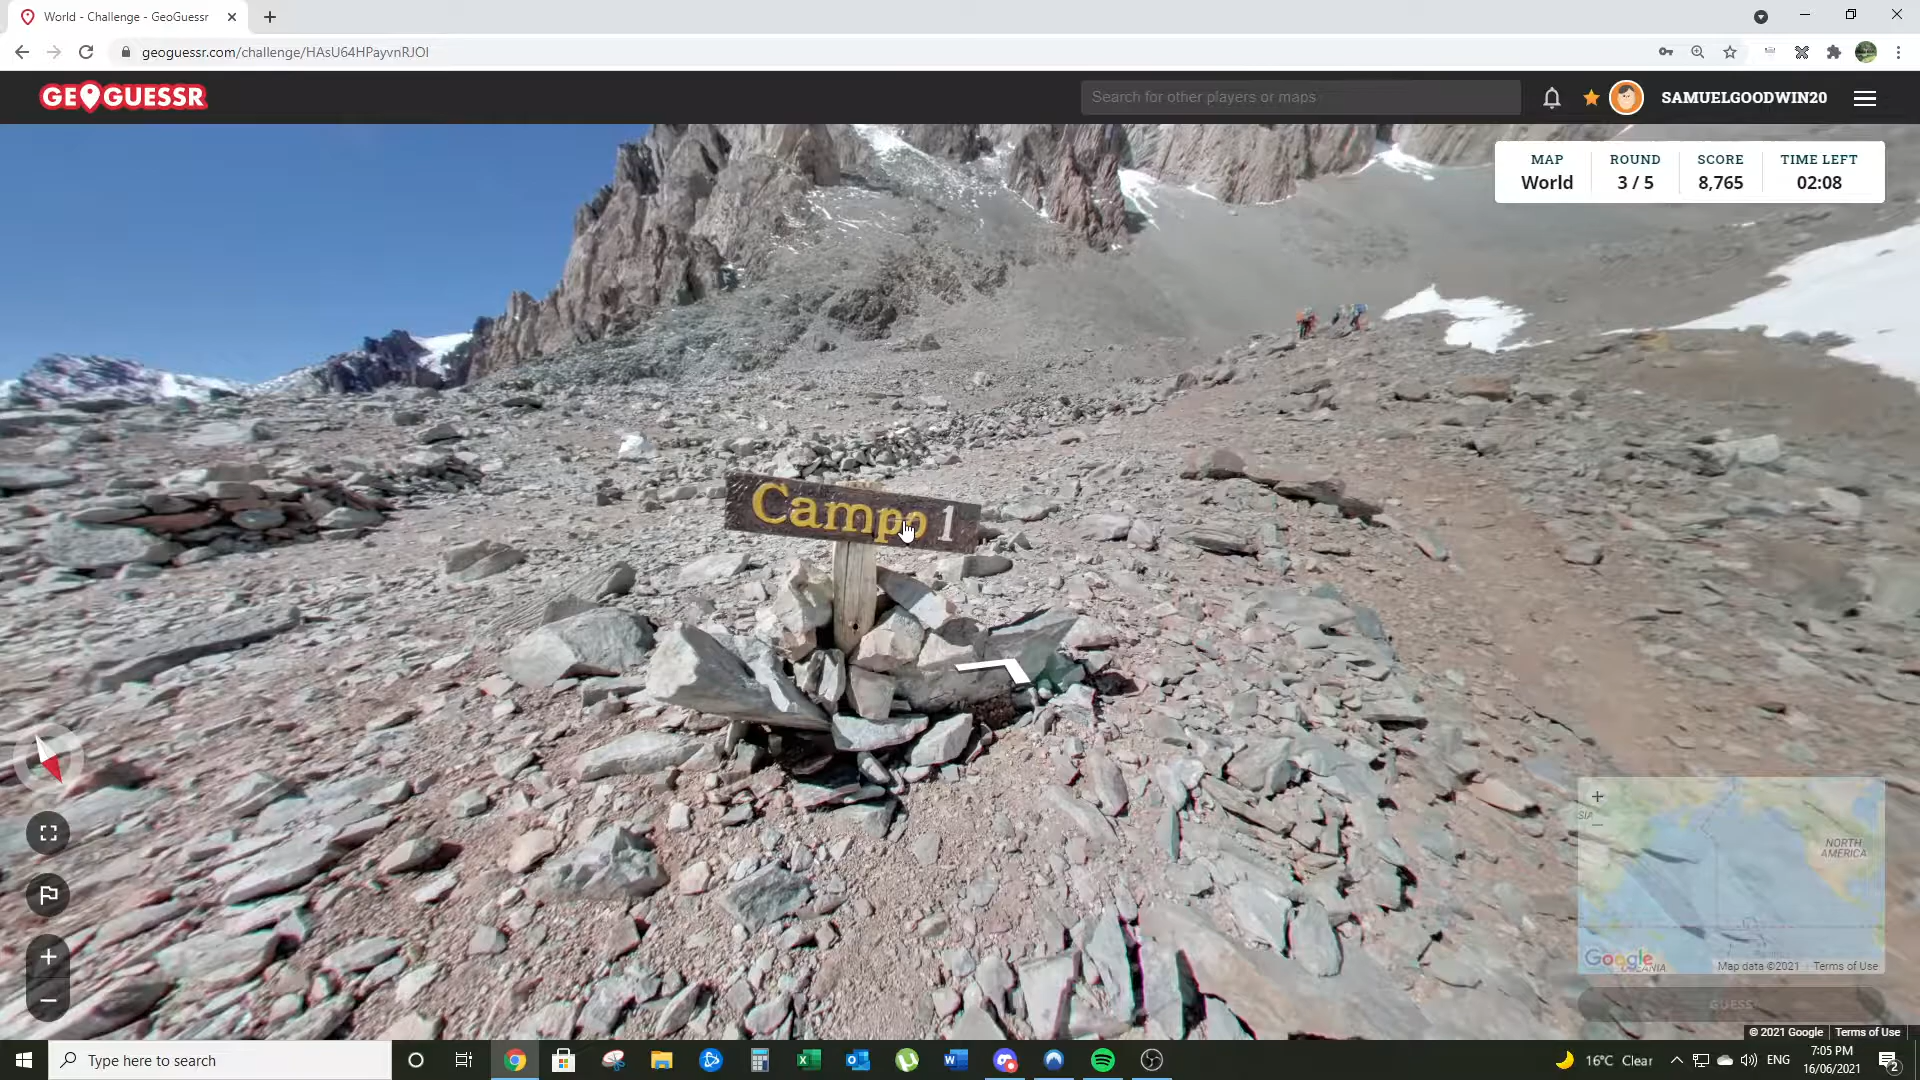 World - Challenge - GeoGuessr
geoguessr.com/challenge/HAsU64HPayvnRJOI
GEOGUESSR
Search for other players or maps
SAMUELGOODWIN20
MAP ROUND SCORE TIME LEFT
World 3 / 5 8,765 02:08
Campo 1
NORTH
AMERICA
Google
Map data ©2021 Terms of Use
GUESS
© 2021 Google Terms of Use
Type here to search
16°C Clear
ENG
7:05 PM
16/06/2021
2